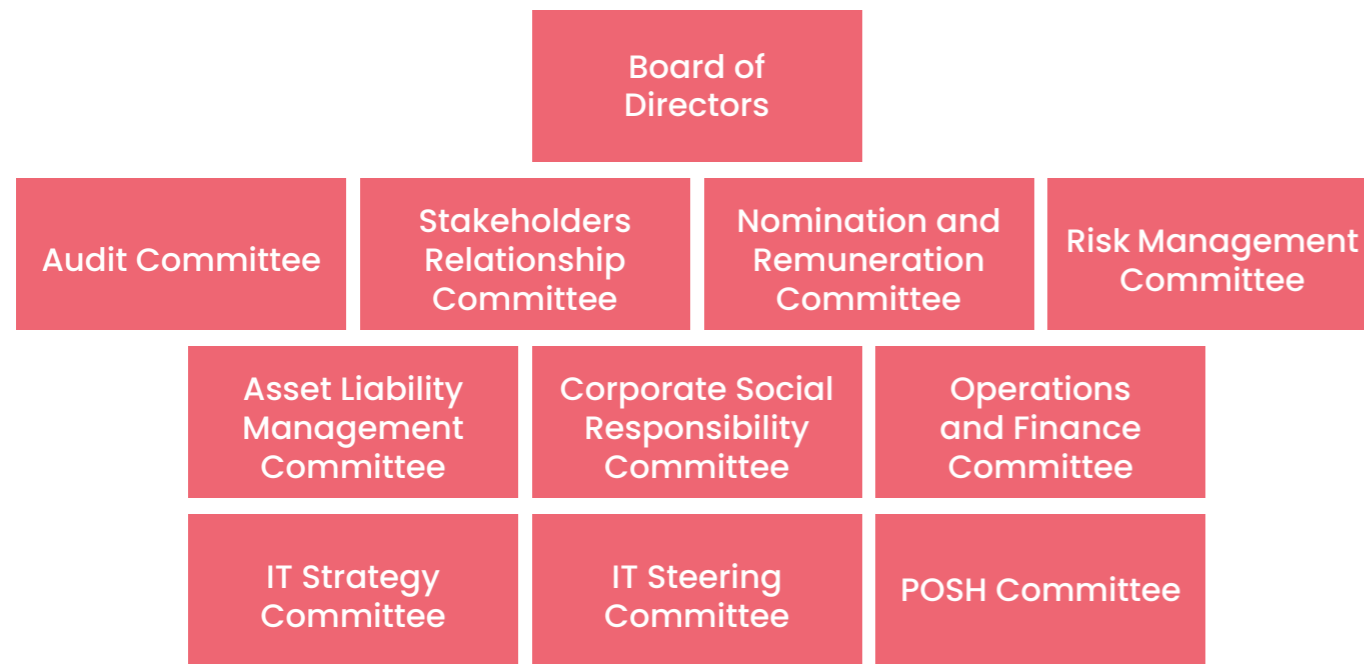 Board of
Directors
Audit Committee
Stakeholders
Relationship
Committee
Nomination and
Remuneration
Committee
Risk Management
Committee
Asset Liability
Management
Committee
Corporate Social
Responsibility
Committee
Operations
and Finance
Committee
IT Strategy
Committee
IT Steering
Committee
POSH Committee